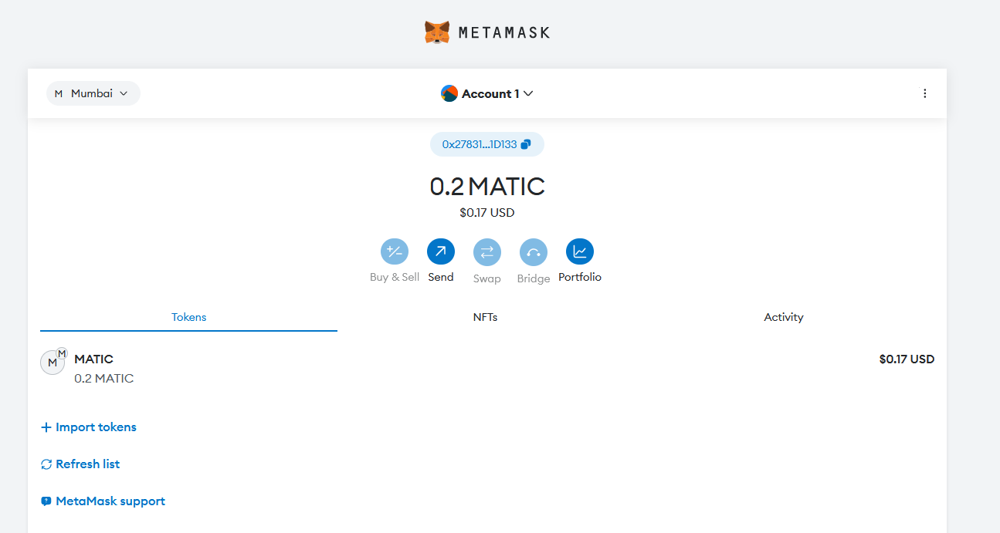 METAMASK
M Mumbai
Account 1
0x27831...1D133
0.2 MATIC
$0.17 USD
Buy & Sell Send Swap Bridge Portfolio
Tokens NFTs Activity
M M MATIC $0.17 USD
0.2 MATIC
+ Import tokens
Refresh list
MetaMask support